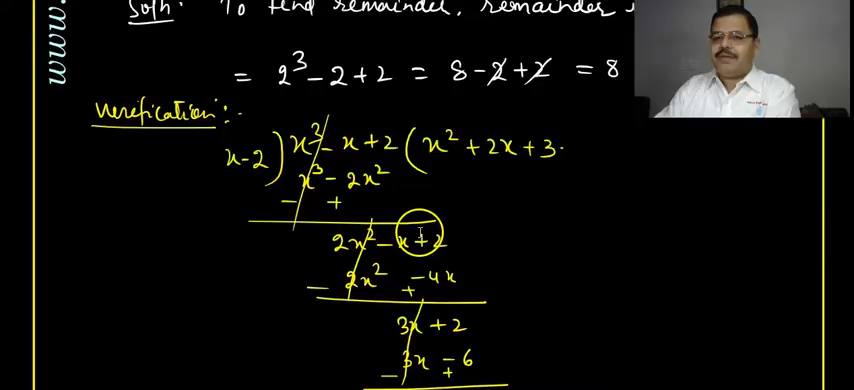 www.
Soln: To find remainder, remainder
= 2³ - 2 + 2 = 8 - 2 + 2 = 8
Verification:-
x-2) x³ - x + 2 ( x² + 2x + 3.
x³ - 2x²
- +
2x² - x + 2
- 2x² + -4x
3x + 2
- 3x - 6
+